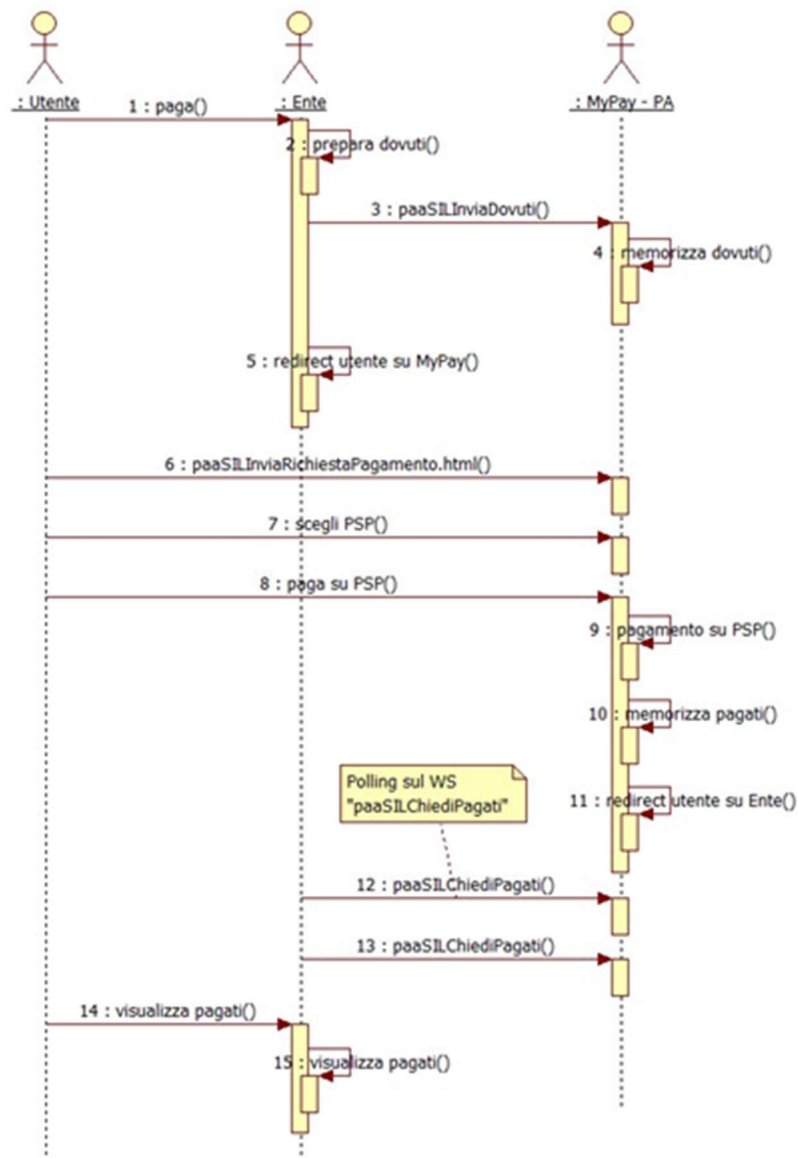 : Utente
: Ente
: MyPay - PA
1 : paga()
2 : prepara dovuti()
3 : paaSILInviaDovuti()
4 : memorizza dovuti()
5 : redirect utente su MyPay()
6 : paaSILInviaRichiestaPagamento.html()
7 : scegli PSP()
8 : paga su PSP()
9 : pagamento su PSP()
10 : memorizza pagati()
Polling sul WS
"paaSILChiediPagati"
11 : redirect utente su Ente()
12 : paaSILChiediPagati()
13 : paaSILChiediPagati()
14 : visualizza pagati()
15 : visualizza pagati()